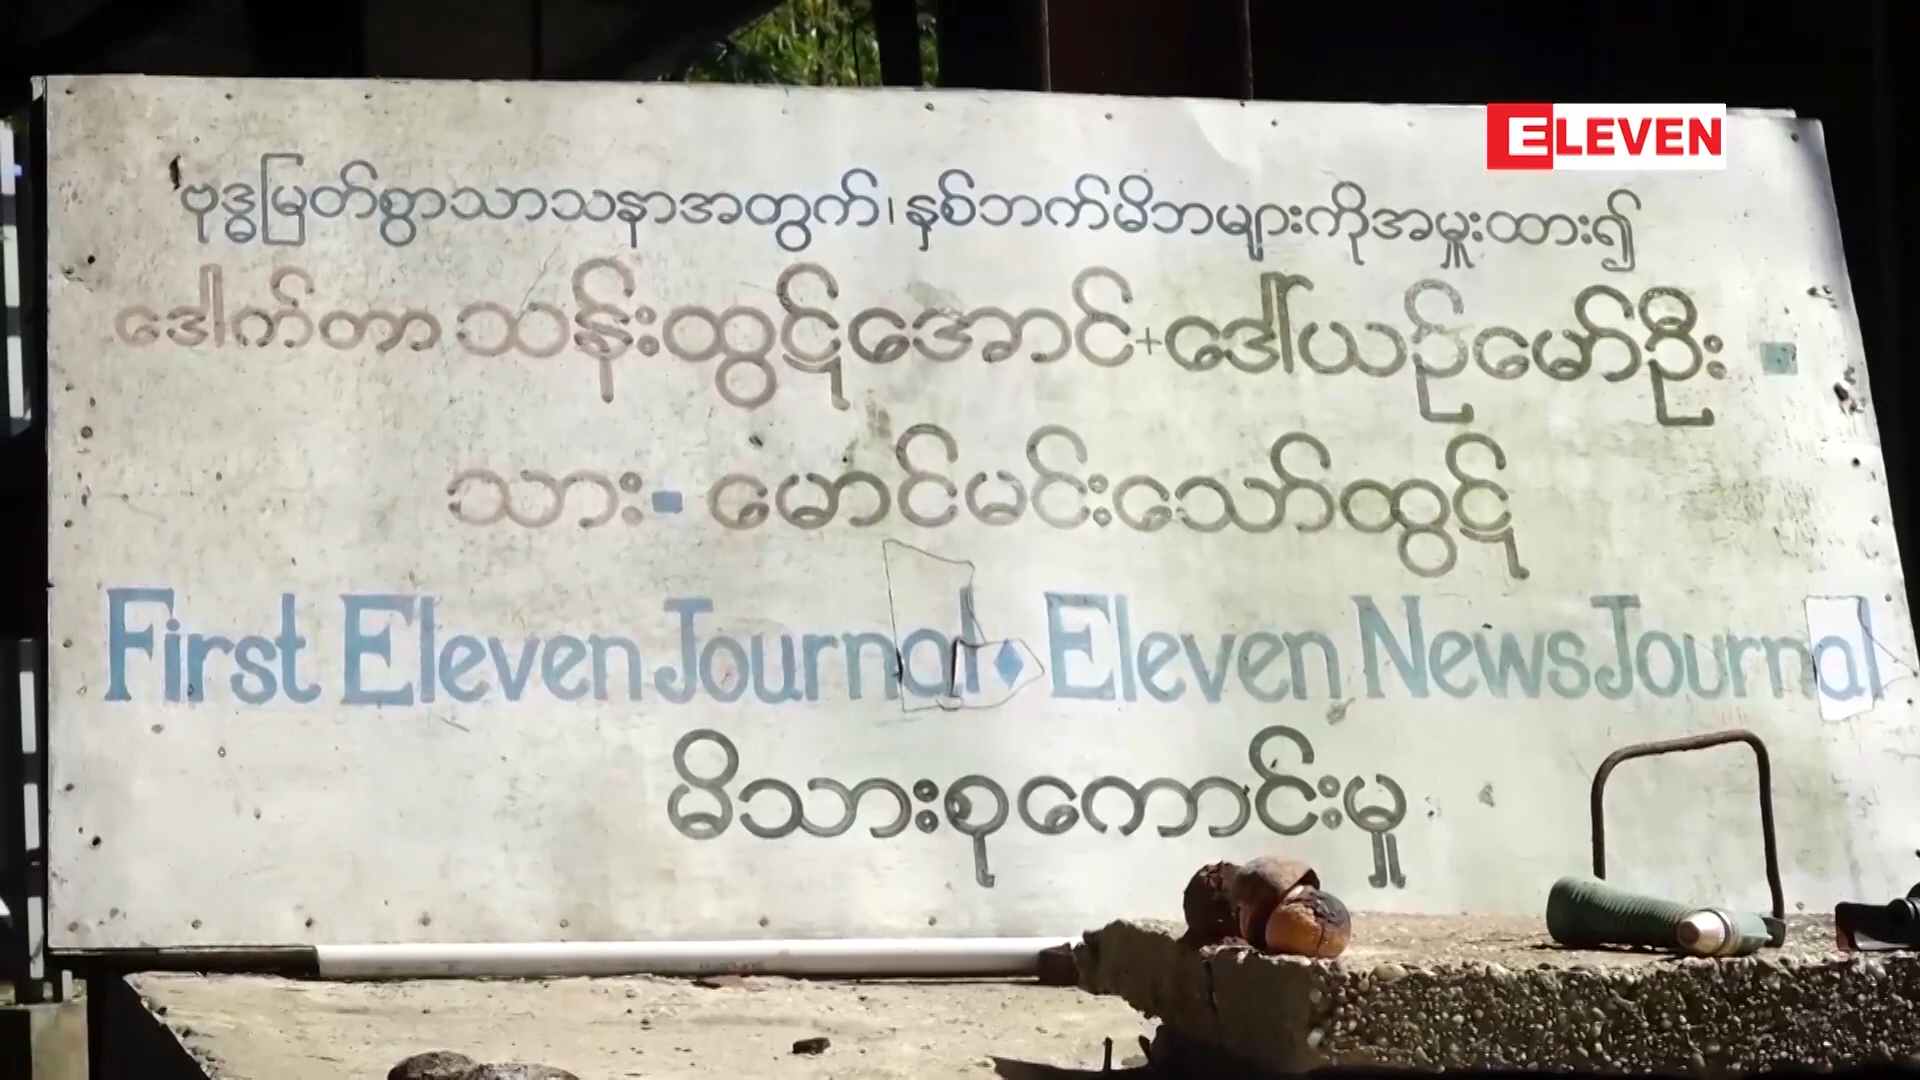 ELEVEN
ဗုဒ္ဓမြတ်စွာသာသနာအတွက်၊ နှစ်ဘက်မိဘများကိုအမှူးထား၍
ဒေါက်တာ သန်းထွဋ်အောင်+ဒေါ်ယဉ်မော်ဦး
သား- မောင်မင်းသော်ထွဋ်
First Eleven Journal ♦ Eleven News Journal
မိသားစုကောင်းမှု